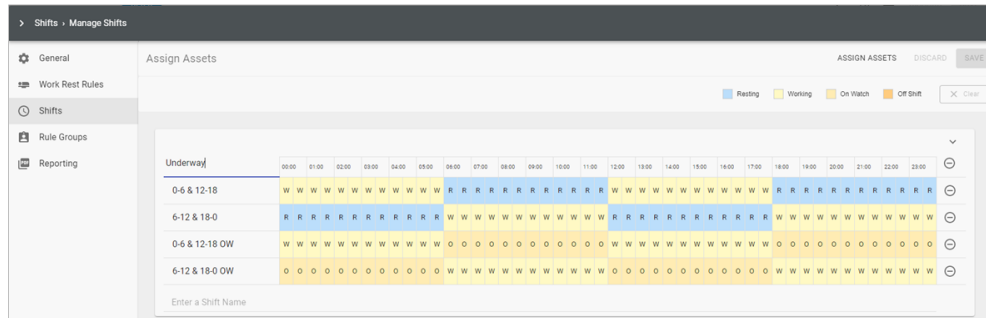 Shifts › Manage Shifts
General
Work Rest Rules
Shifts
Rule Groups
Reporting
Assign Assets
ASSIGN ASSETS DISCARD SAVE
Resting Working On Watch Off Shift Clear
Underway 00:00 01:00 02:00 03:00 04:00 05:00 06:00 07:00 08:00 09:00 10:00 11:00 12:00 13:00 14:00 15:00 16:00 17:00 18:00 19:00 20:00 21:00 22:00 23:00
0-6 & 12-18 W W W W W W W W W W W W R R R R R R R R R R R R W W W W W W W W W W W W R R R R R R R R R R R R
6-12 & 18-0 R R R R R R R R R R R R W W W W W W W W W W W W R R R R R R R R R R R R W W W W W W W W W W W W
0-6 & 12-18 OW W W W W W W W W W W W W O O O O O O O O O O O O W W W W W W W W W W W W O O O O O O O O O O O O
6-12 & 18-0 OW O O O O O O O O O O O O W W W W W W W W W W W W O O O O O O O O O O O O W W W W W W W W W W W W
Enter a Shift Name